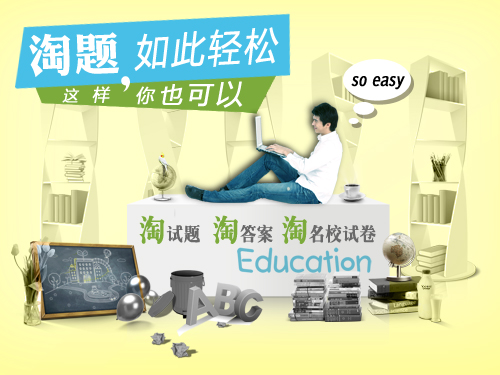 淘题,如此轻松
这样,你也可以
so easy
淘试题 淘答案 淘名校试卷
Education
ABC